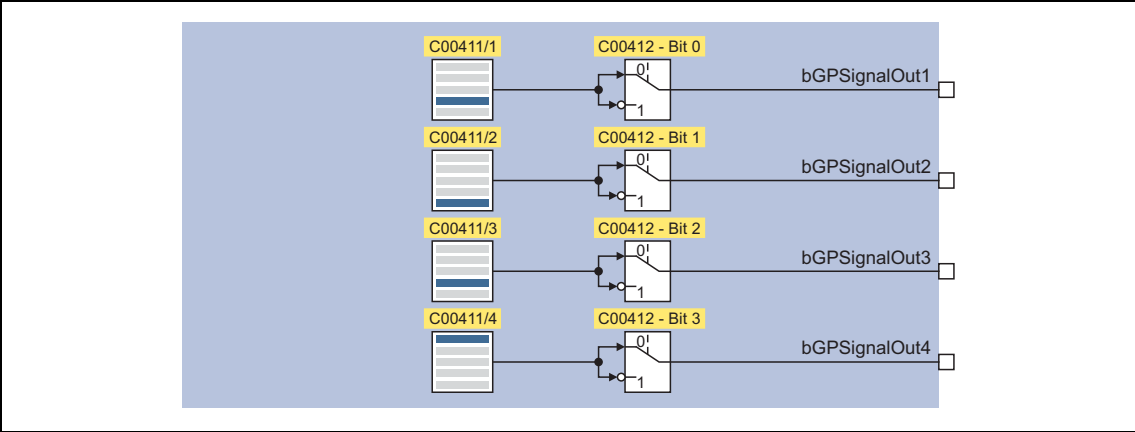 C00411/1 C00412 - Bit 0
0
bGPSignalOut1
1
C00411/2 C00412 - Bit 1
0
bGPSignalOut2
1
C00411/3 C00412 - Bit 2
0
bGPSignalOut3
1
C00411/4 C00412 - Bit 3
0
bGPSignalOut4
1